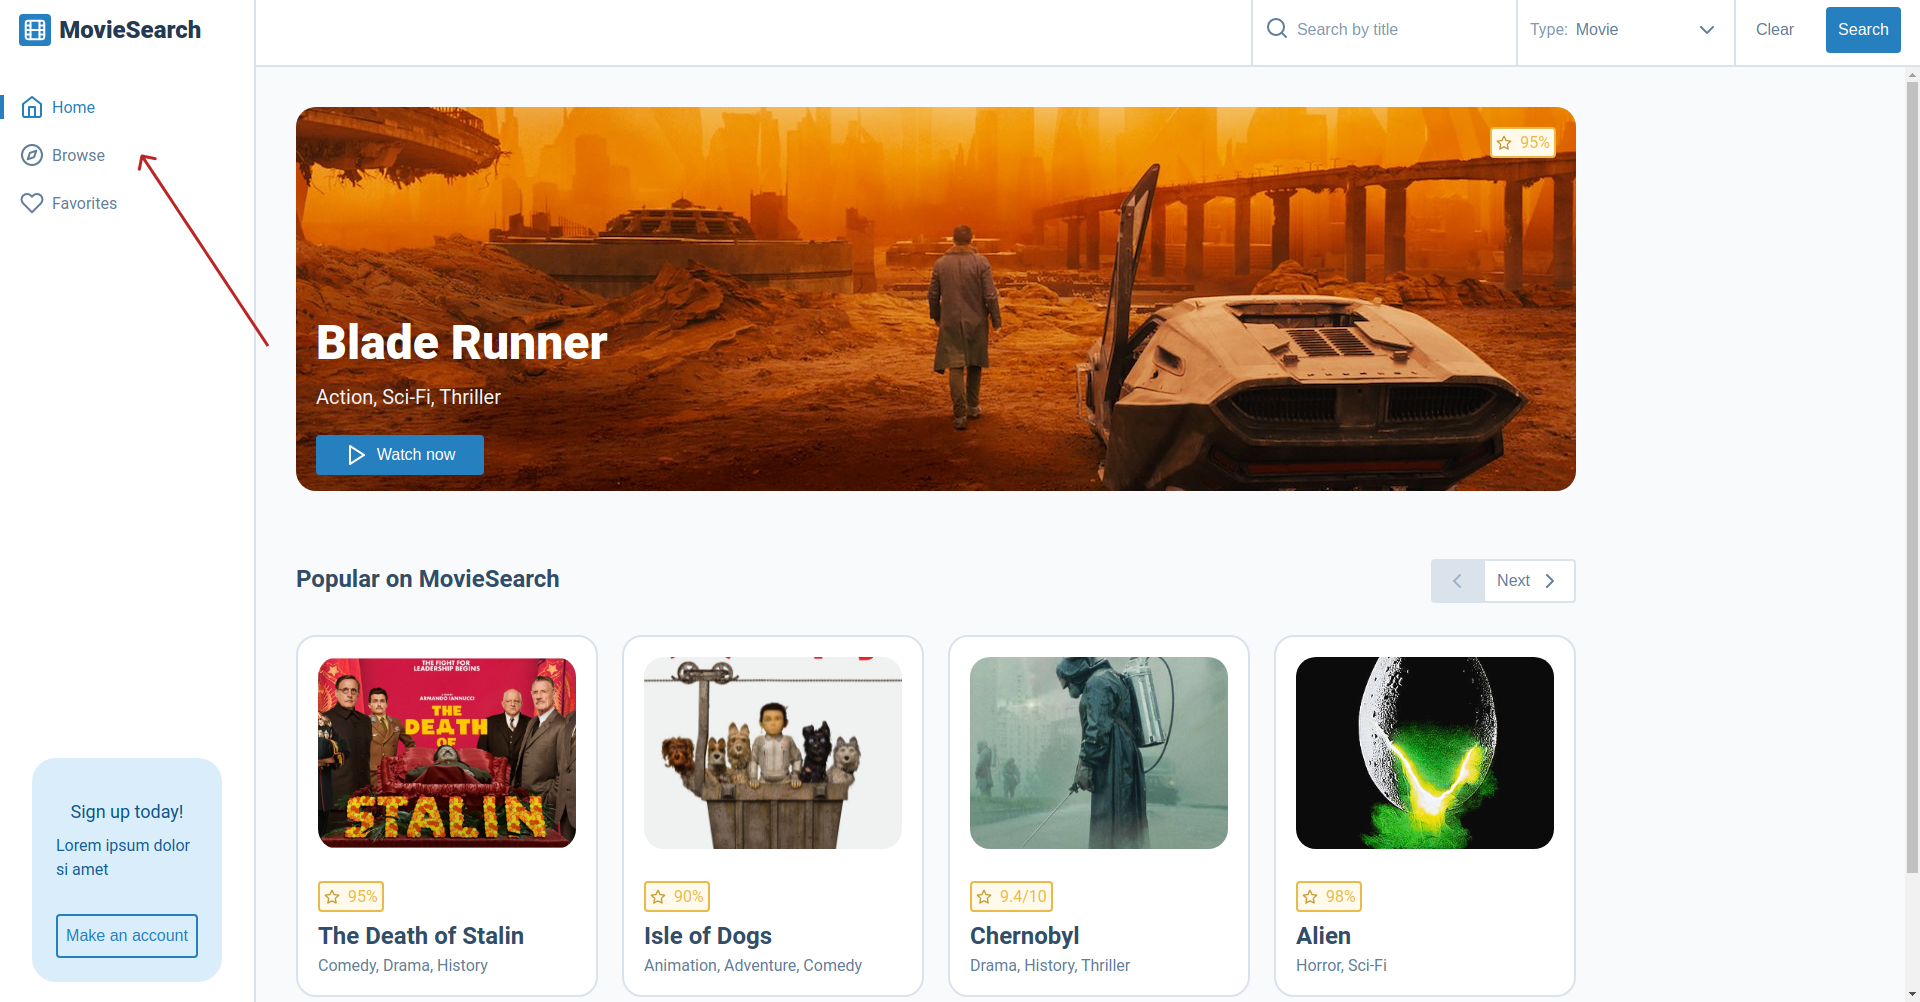 MovieSearch
Search by title
Type: Movie
Clear
Search
Home
Browse
Favorites
95%
Blade Runner
Action, Sci-Fi, Thriller
Watch now
Popular on MovieSearch
Next
THE FIGHT FOR
LEADERSHIP BEGINS
ARMANDO IANNUCCI
THE
DEATH
OF
STALIN
95%
The Death of Stalin
Comedy, Drama, History
90%
Isle of Dogs
Animation, Adventure, Comedy
9.4/10
Chernobyl
Drama, History, Thriller
98%
Alien
Horror, Sci-Fi
Sign up today!
Lorem ipsum dolor
si amet
Make an account